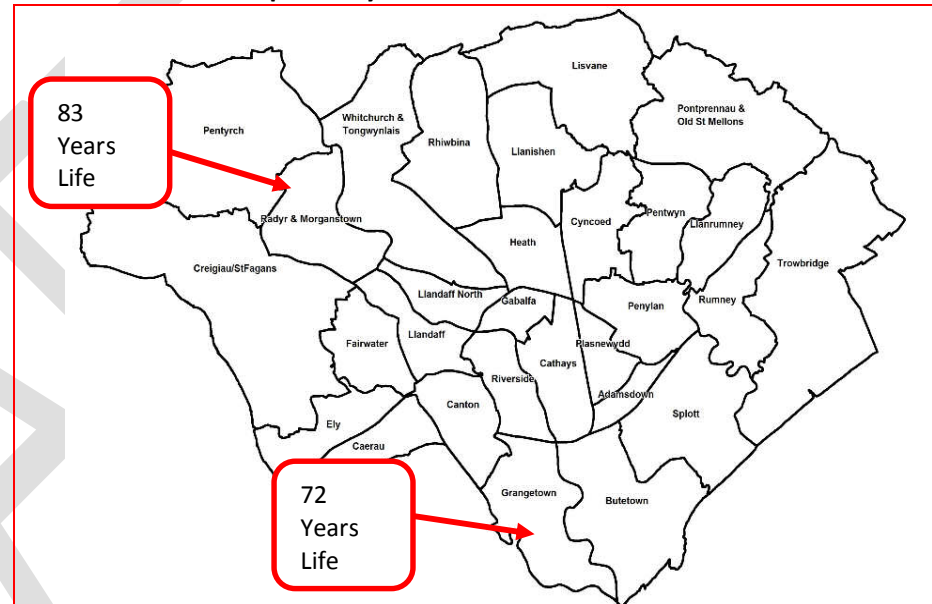 Lisvane
83
Years
Life
Pentyrch
Whitchurch &
Tongwynlais
Rhiwbina
Llanishen
Pontprennau &
Old St Mellons
Radyr & Morganstown
Cyncoed
Pentwyn
Llanrumney
Heath
Creigiau/StFagans
Trowbridge
Llandaff North
Gabalfa
Penylan
Rumney
Fairwater
Llandaff
Plasnewydd
Cathays
Riverside
Adamsdown
Canton
Splott
Ely
Caerau
72
Years
Life
Grangetown
Butetown